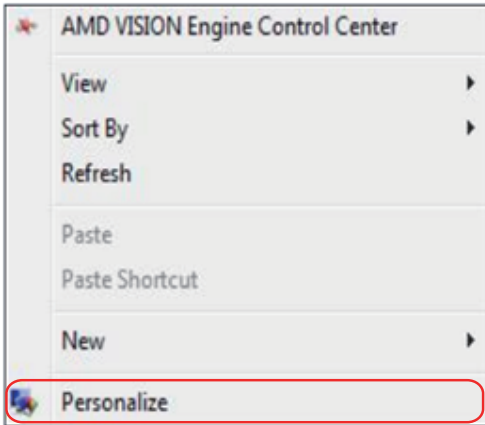 AMD VISION Engine Control Center
View
Sort By
Refresh
Paste
Paste Shortcut
New
Personalize